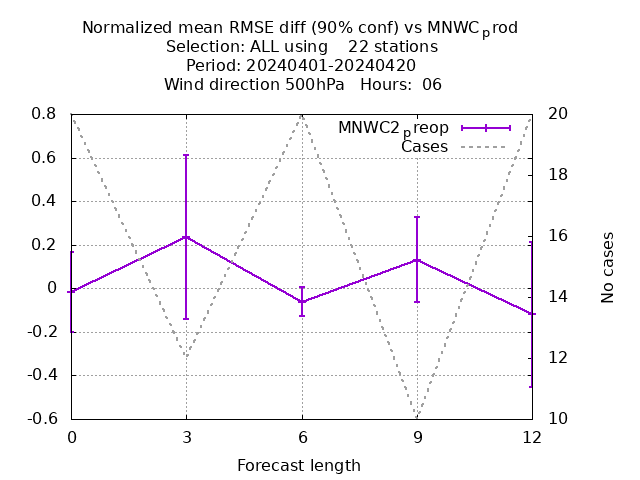 Normalized mean RMSE diff (90% conf) vs MNWCprod
Selection: ALL using    22 stations
Period: 20240401-20240420
Wind direction 500hPa   Hours:  06
0.8
0.6
0.4
0.2
0
-0.2
-0.4
-0.6
MNWC2preop
Cases
20
18
16
14
12
10
No cases
0 3 6 9 12
Forecast length